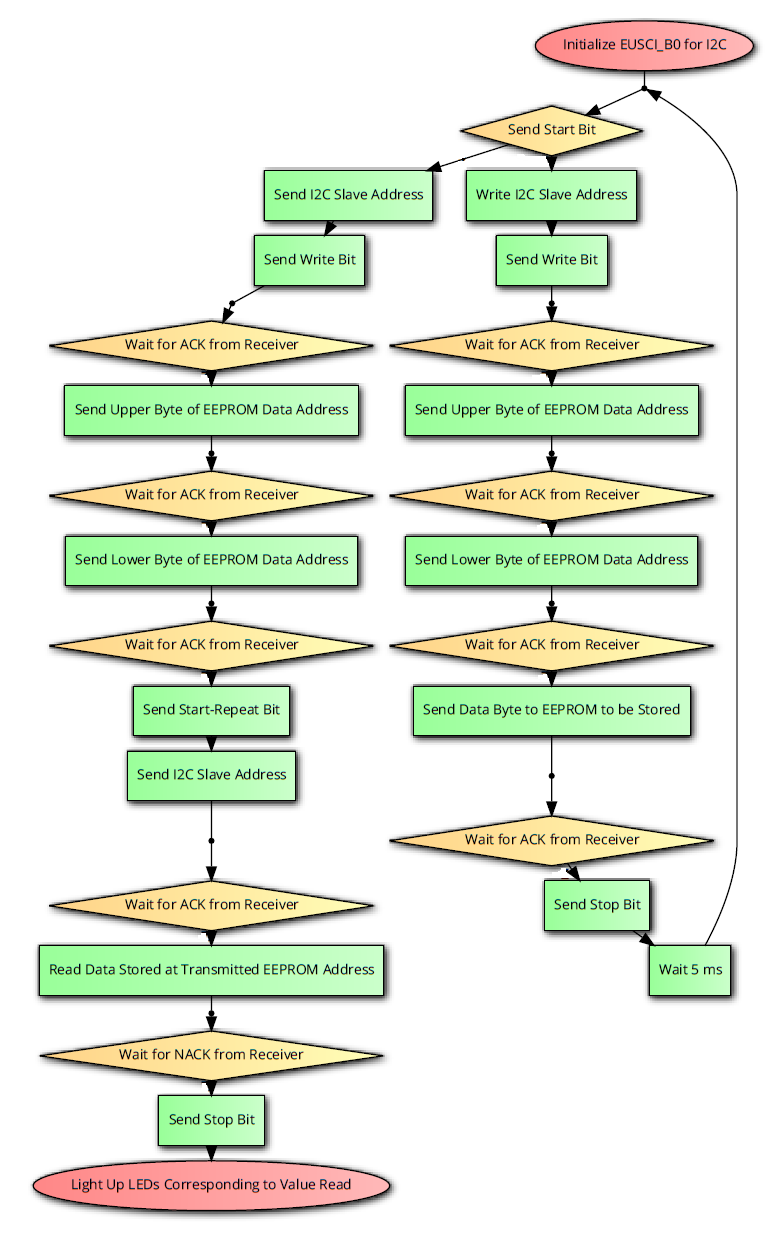 Initialize EUSCI_B0 for I2C
Send Start Bit
Send I2C Slave Address
Write I2C Slave Address
Send Write Bit
Send Write Bit
Wait for ACK from Receiver
Wait for ACK from Receiver
Send Upper Byte of EEPROM Data Address
Send Upper Byte of EEPROM Data Address
Wait for ACK from Receiver
Wait for ACK from Receiver
Send Lower Byte of EEPROM Data Address
Send Lower Byte of EEPROM Data Address
Wait for ACK from Receiver
Wait for ACK from Receiver
Send Start-Repeat Bit
Send Data Byte to EEPROM to be Stored
Send I2C Slave Address
Wait for ACK from Receiver
Wait for ACK from Receiver
Send Stop Bit
Read Data Stored at Transmitted EEPROM Address
Wait 5 ms
Wait for NACK from Receiver
Send Stop Bit
Light Up LEDs Corresponding to Value Read